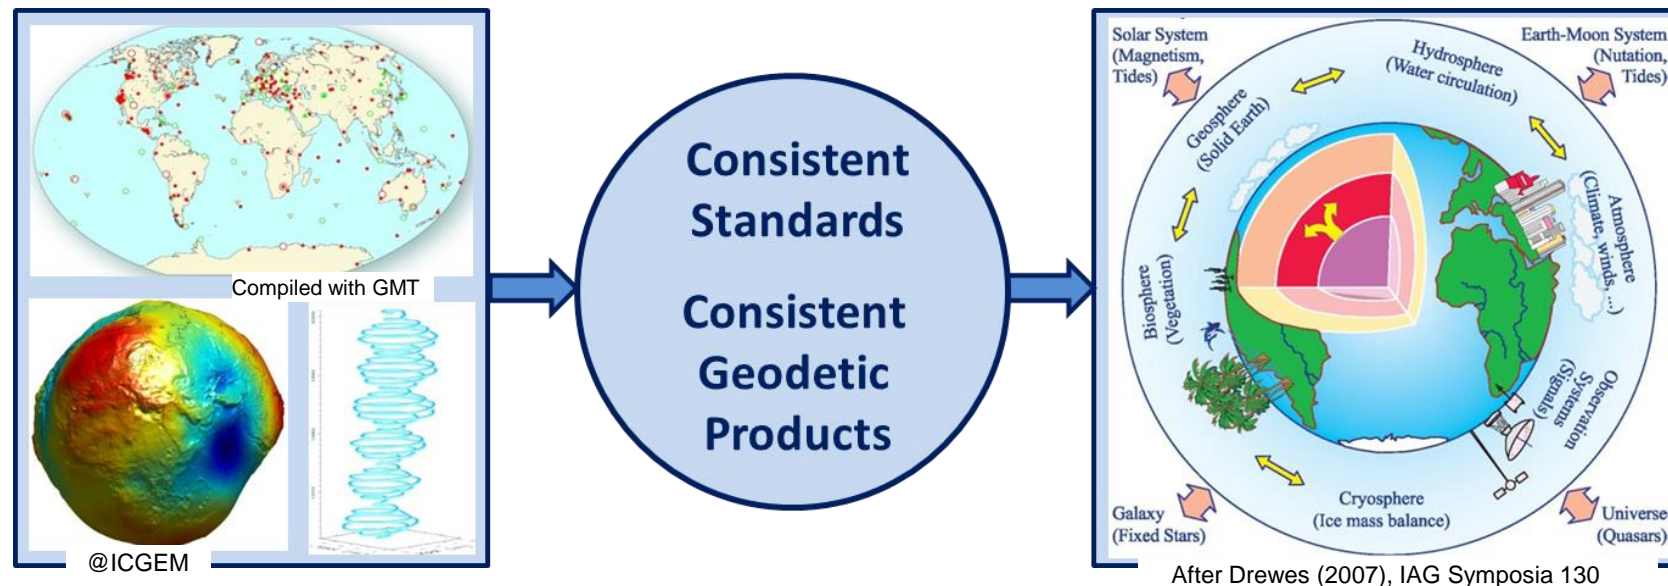 Compiled with GMT
@ICGEM
Consistent
Standards
Consistent
Geodetic
Products
Solar System
(Magnetism,
Tides)
Earth-Moon System
(Nutation,
Tides)
Hydrosphere
(Water circulation)
Geosphere
(Solid Earth)
Atmosphere
(Climate, winds, ...)
Biosphere
(Vegetation)
Observation
Systems
(Signals)
Cryosphere
(Ice mass balance)
Galaxy
(Fixed Stars)
Universe
(Quasars)
After Drewes (2007), IAG Symposia 130